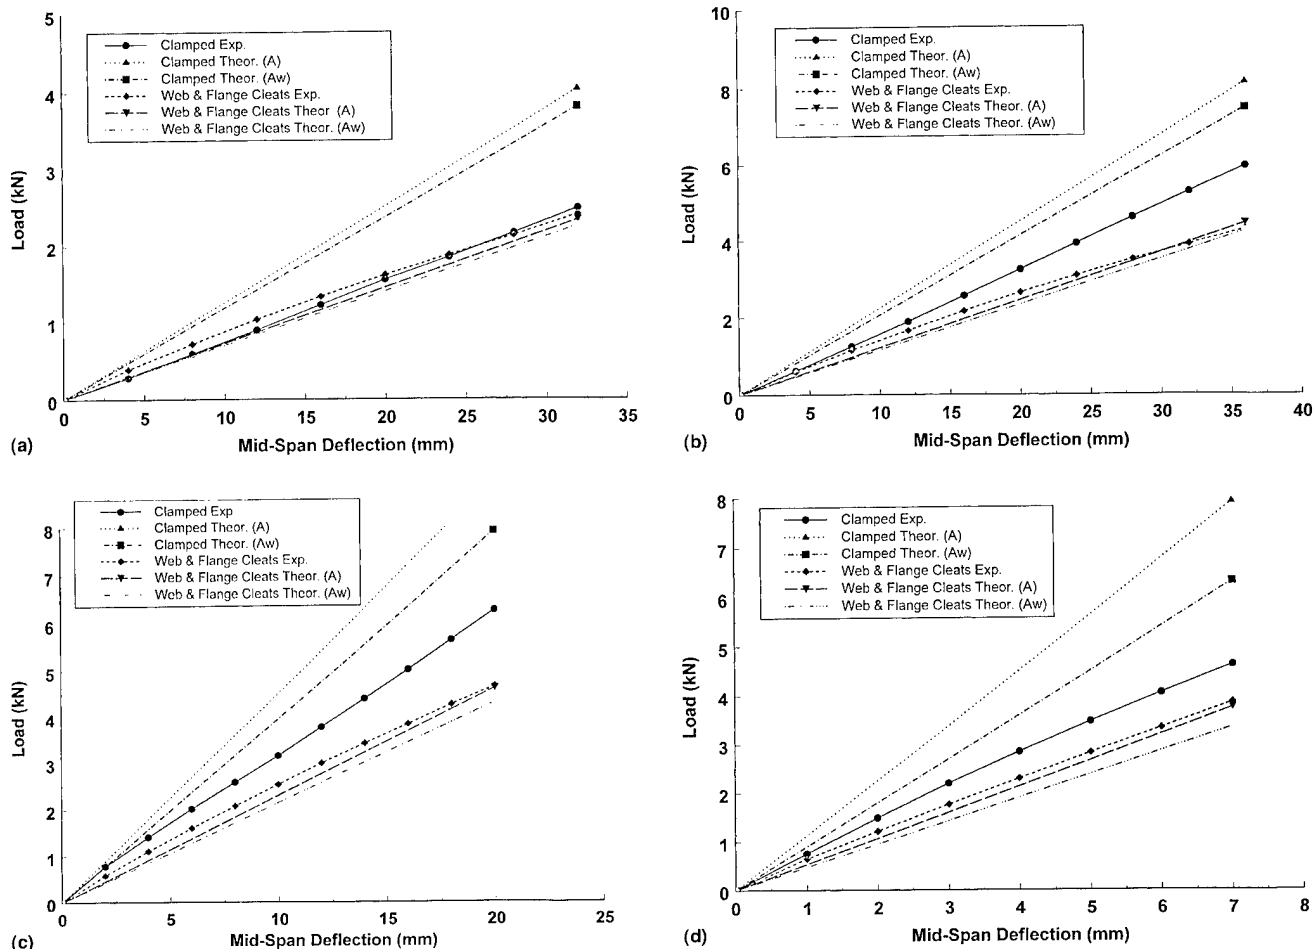 5
4
3
2
1
0
Load (kN)
Clamped Exp.
Clamped Theor. (A)
Clamped Theor. (Aw)
Web & Flange Cleats Exp.
Web & Flange Cleats Theor (A)
Web & Flange Cleats Theor. (Aw)
0 5 10 15 20 25 30 35
Mid-Span Deflection (mm)
(a)
10
8
6
4
2
0
Load (kN)
Clamped Exp.
Clamped Theor. (A)
Clamped Theor. (Aw)
Web & Flange Cleats Exp.
Web & Flange Cleats Theor. (A)
Web & Flange Cleats Theor. (Aw)
0 5 10 15 20 25 30 35 40
Mid-Span Deflection (mm)
(b)
8
7
6
5
4
3
2
1
0
Load (kN)
Clamped Exp
Clamped Theor. (A)
Clamped Theor. (Aw)
Web & Flange Cleats Exp.
Web & Flange Cleats Theor. (A)
Web & Flange Cleats Theor. (Aw)
0 5 10 15 20 25
Mid-Span Deflection (mm)
(c)
8
7
6
5
4
3
2
1
0
Load (kN)
Clamped Exp.
Clamped Theor. (A)
Clamped Theor. (Aw)
Web & Flange Cleats Exp.
Web & Flange Cleats Theor. (A)
Web & Flange Cleats Theor. (Aw)
0 1 2 3 4 5 6 7 8
Mid-Span Deflection (mm)
(d)